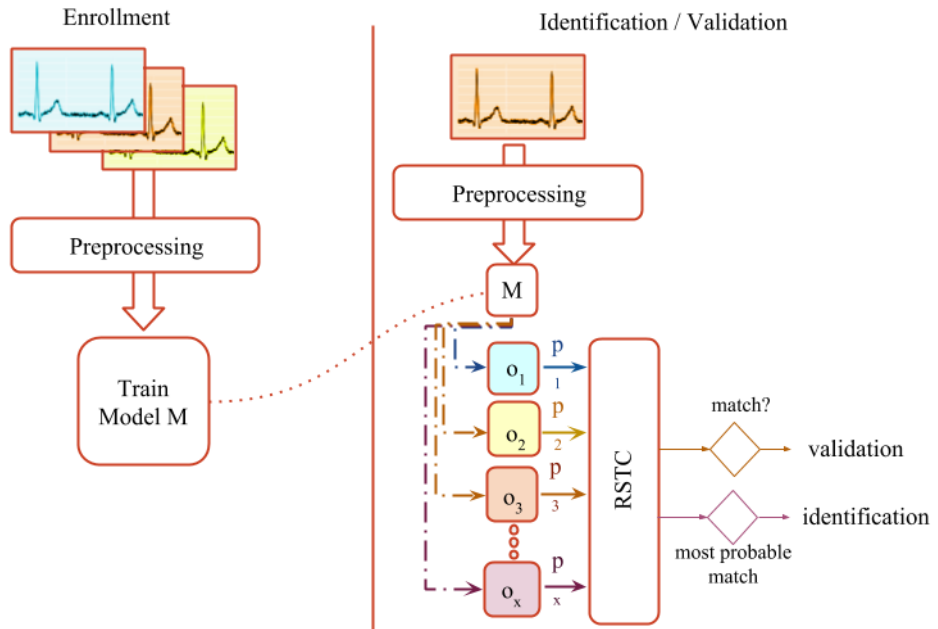 Enrollment
Preprocessing
Train
Model M
Identification / Validation
Preprocessing
M
o1
p
1
o2
p
2
o3
p
3
ox
p
x
RSTC
match?
validation
identification
most probable
match